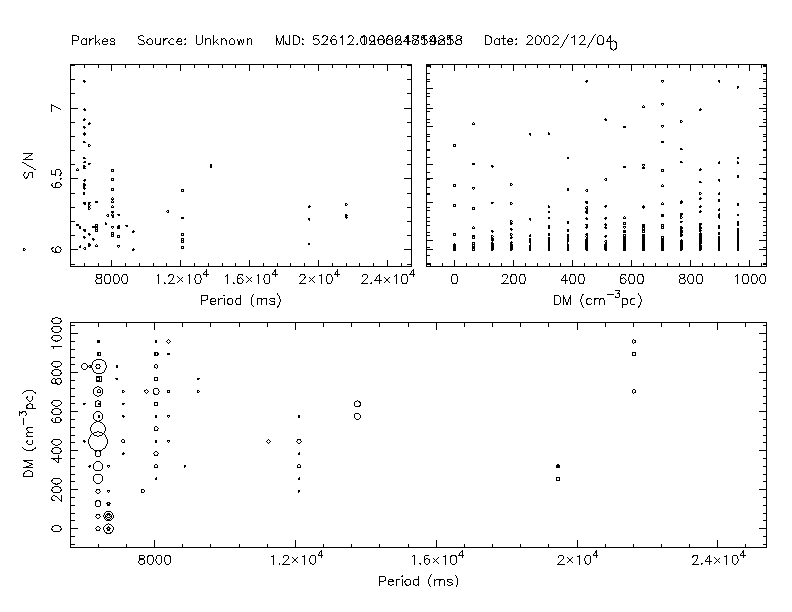 Parkes Source: Unknown MJD: Date: 2002/12/04
S/N
7
6.5
6
8000 1.2×10⁴ 1.6×10⁴ 2×10⁴ 2.4×10⁴
Period (ms)
0 200 400 600 800 1000
DM (cm⁻³pc)
DM (cm⁻³pc)
1000
800
600
400
200
0
8000 1.2×10⁴ 1.6×10⁴ 2×10⁴ 2.4×10⁴
Period (ms)